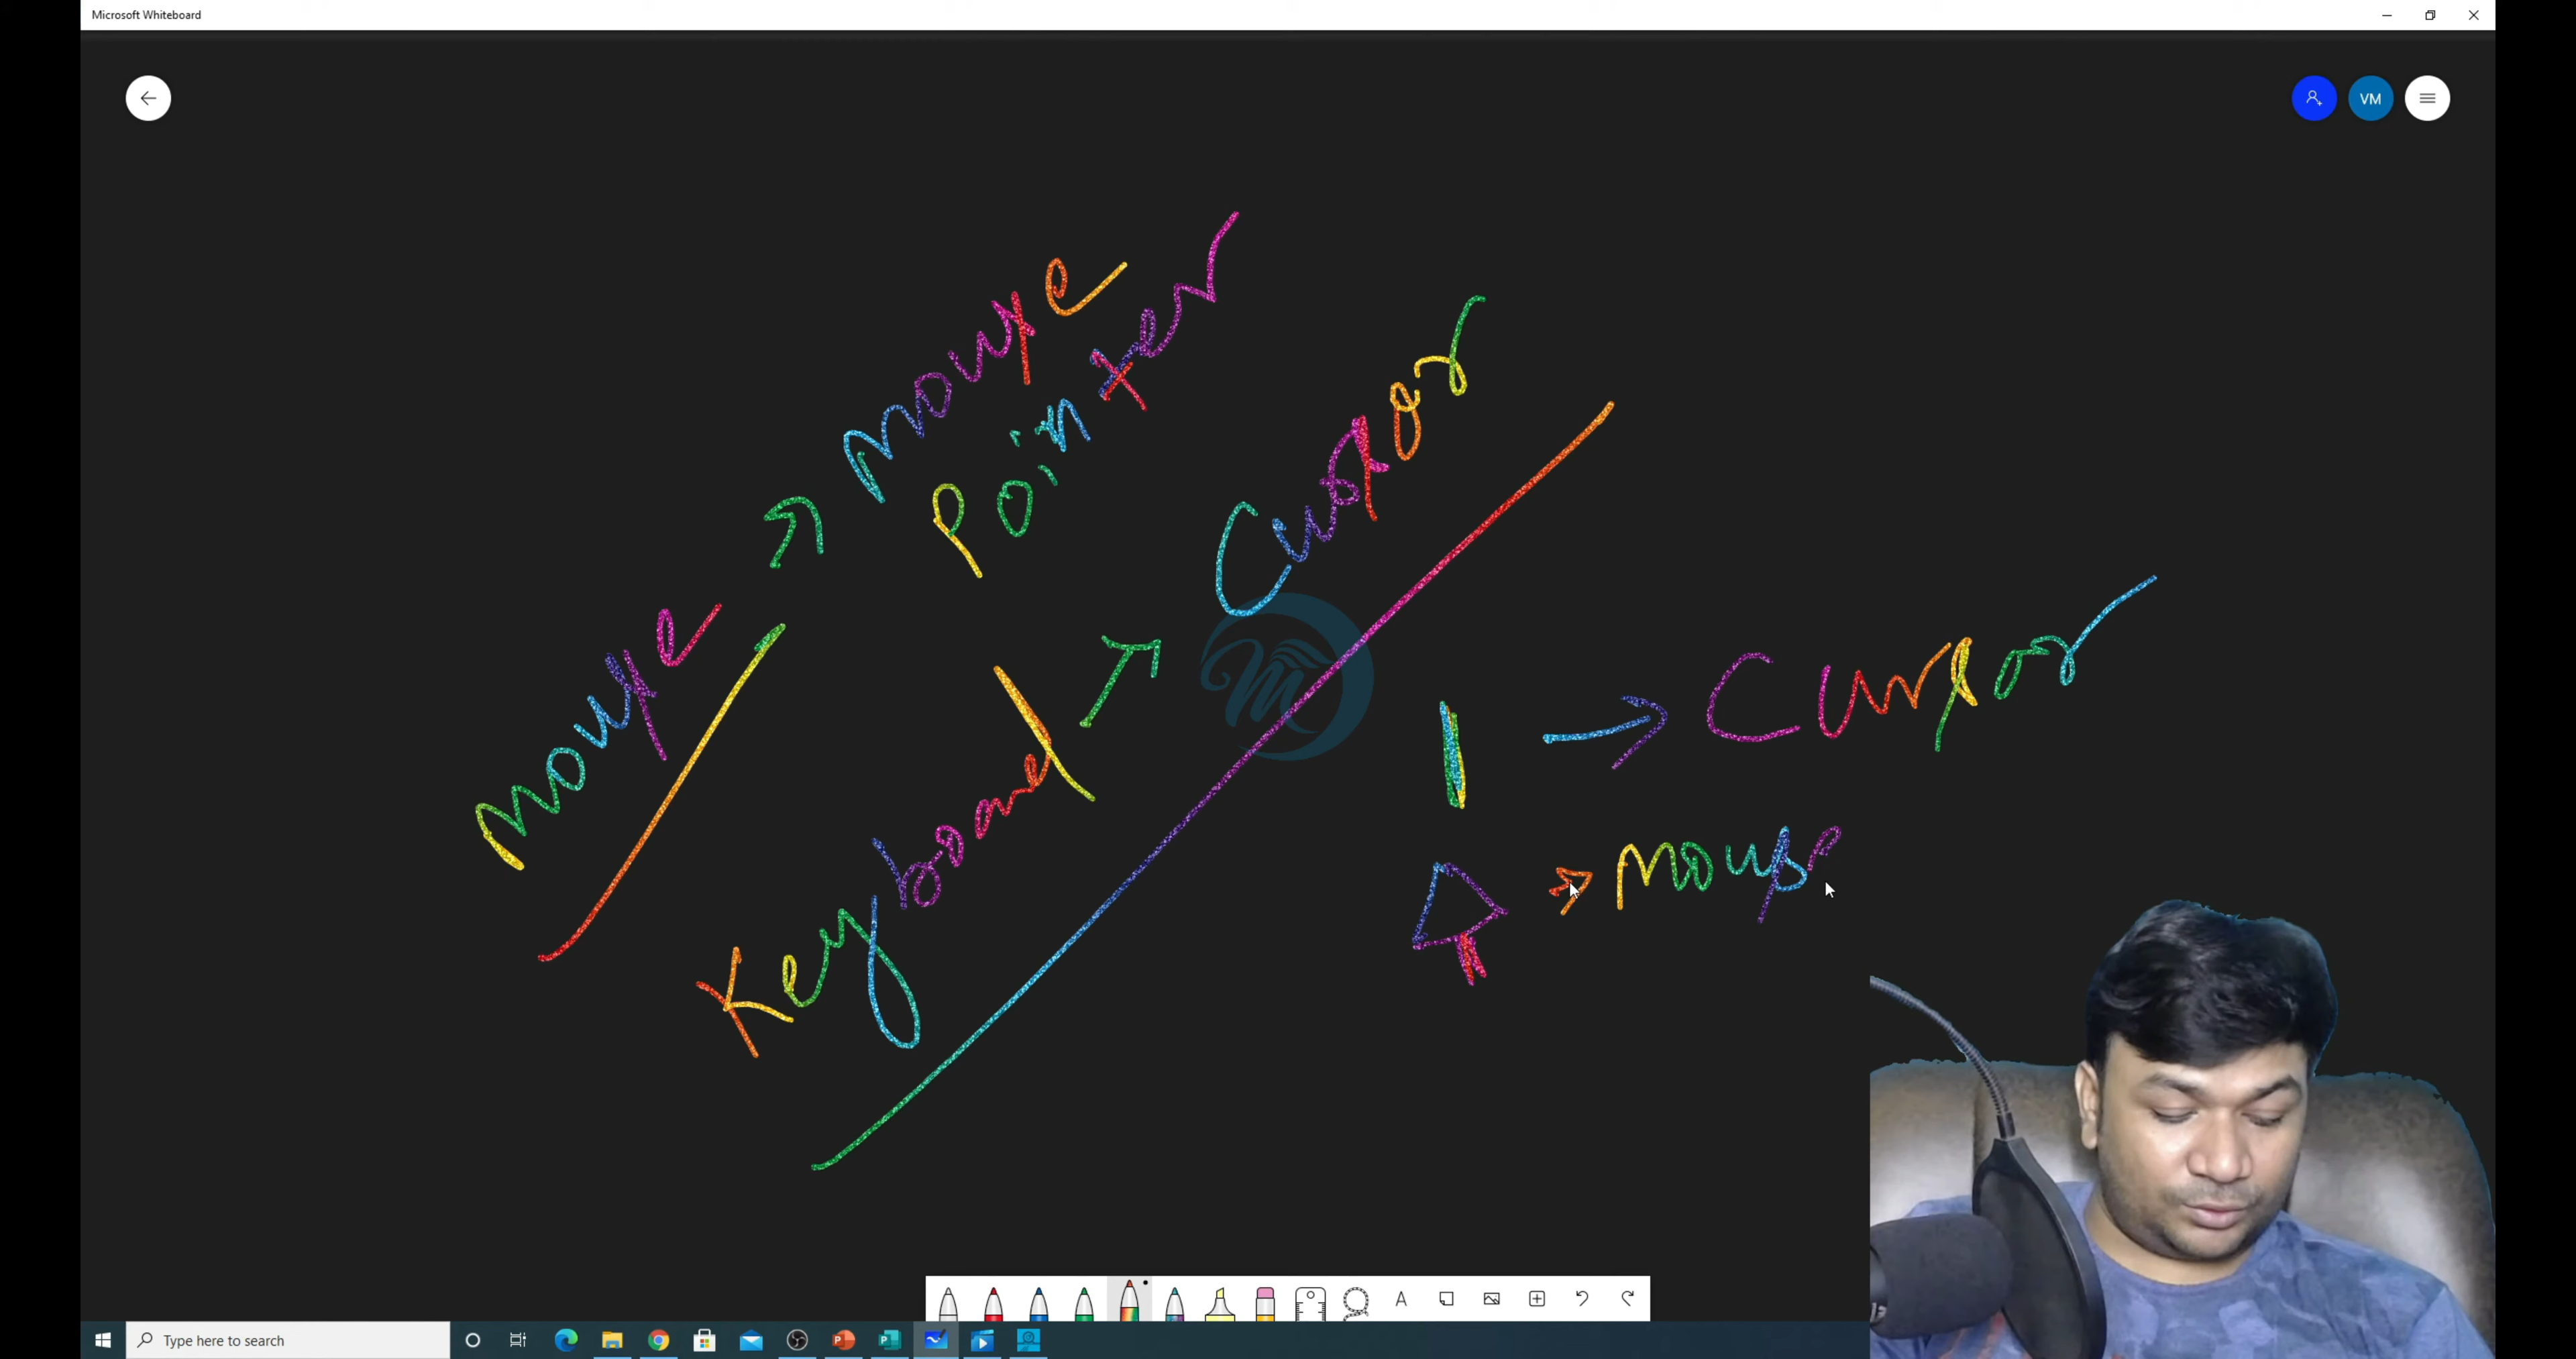 Microsoft Whiteboard
VM
Mouse → Mouse
Pointer
Keyboard → Cursor
→ Cursor
→ Mouse
M
A
Type here to search